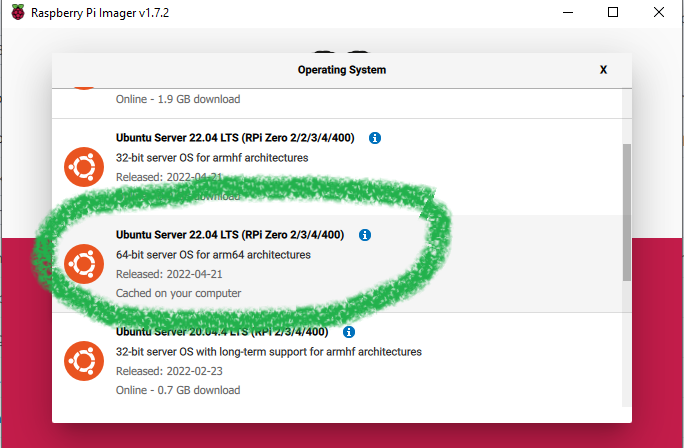 Raspberry Pi Imager v1.7.2
Operating System
X
Online - 1.9 GB download
Ubuntu Server 22.04 LTS (RPi Zero 2/2/3/4/400)
32-bit server OS for armhf architectures
Released: 2022-04-21
download
Ubuntu Server 22.04 LTS (RPi Zero 2/3/4/400)
64-bit server OS for arm64 architectures
Released: 2022-04-21
Cached on your computer
Ubuntu Server 20.04.4 LTS (RPi 2/3/4/400)
32-bit server OS with long-term support for armhf architectures
Released: 2022-02-23
Online - 0.7 GB download